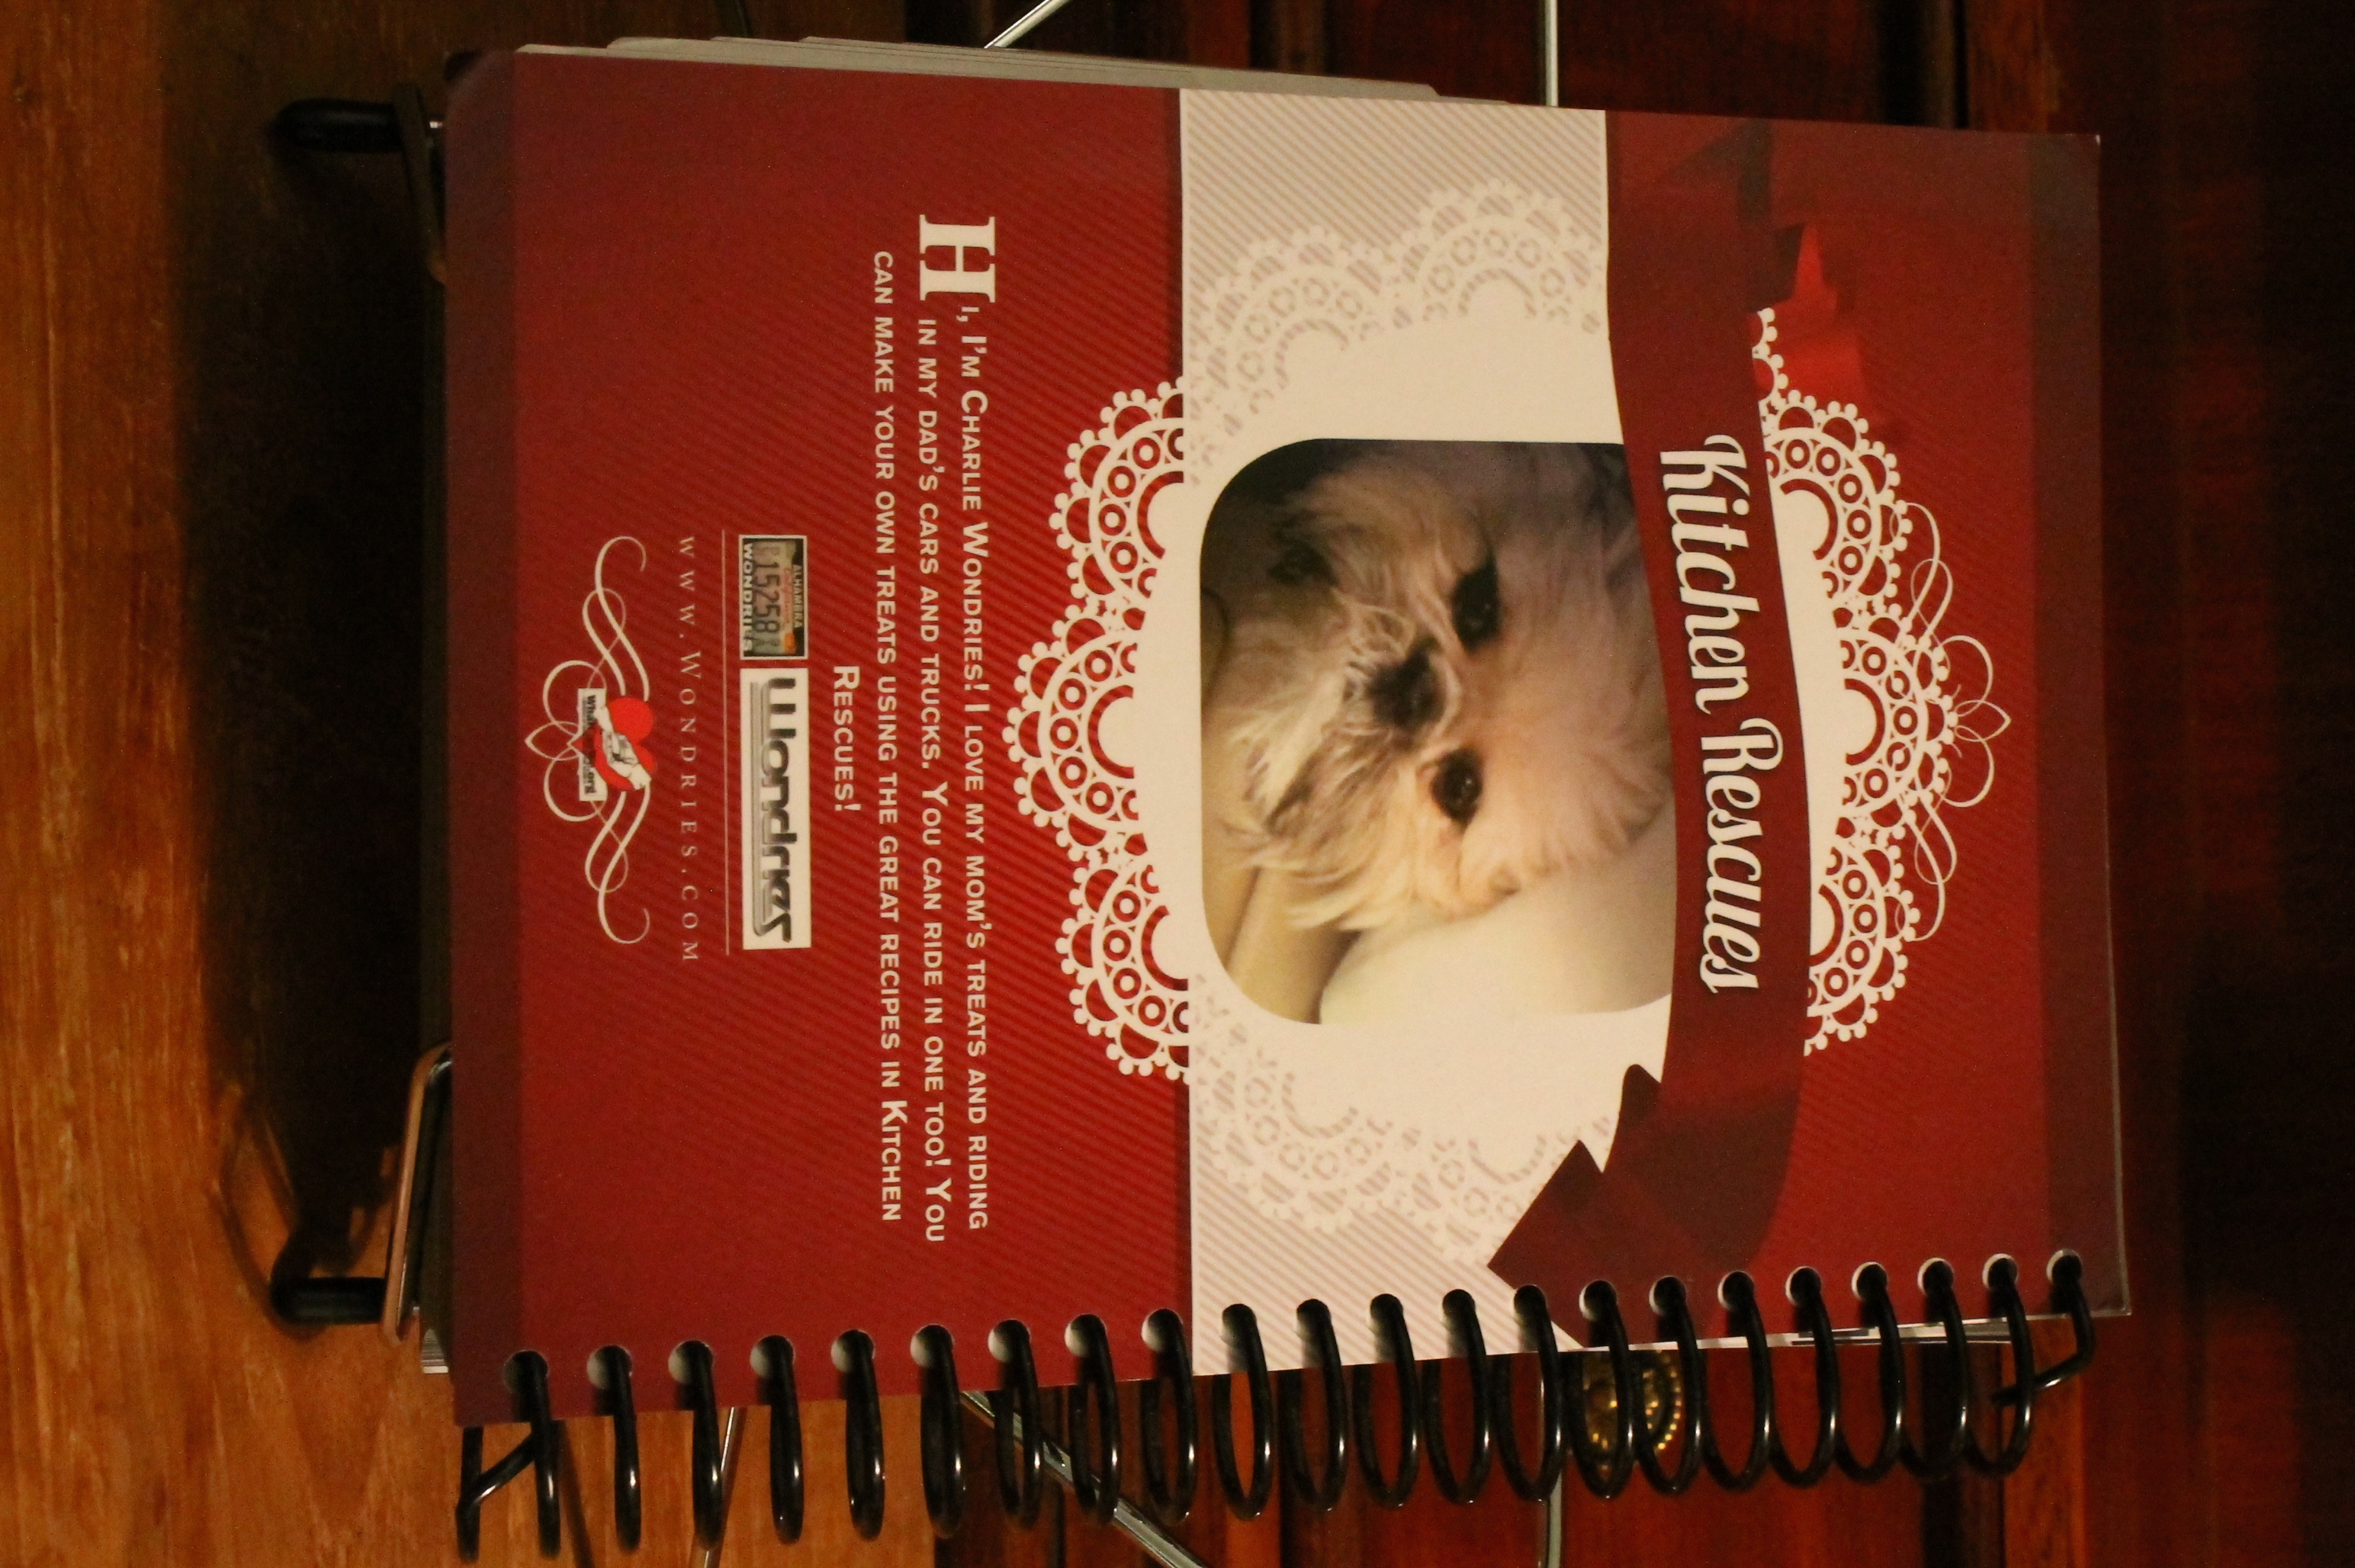 Kitchen Rescues
Hi, I'm Charlie Wondries! I love my mom's treats and riding
in my dad's cars and trucks. You can ride in one too! You
can make your own treats using the great recipes in Kitchen
Rescues!
ALHAMBRA
California
15258
WONDRIES
Wondries
www.Wondries.com